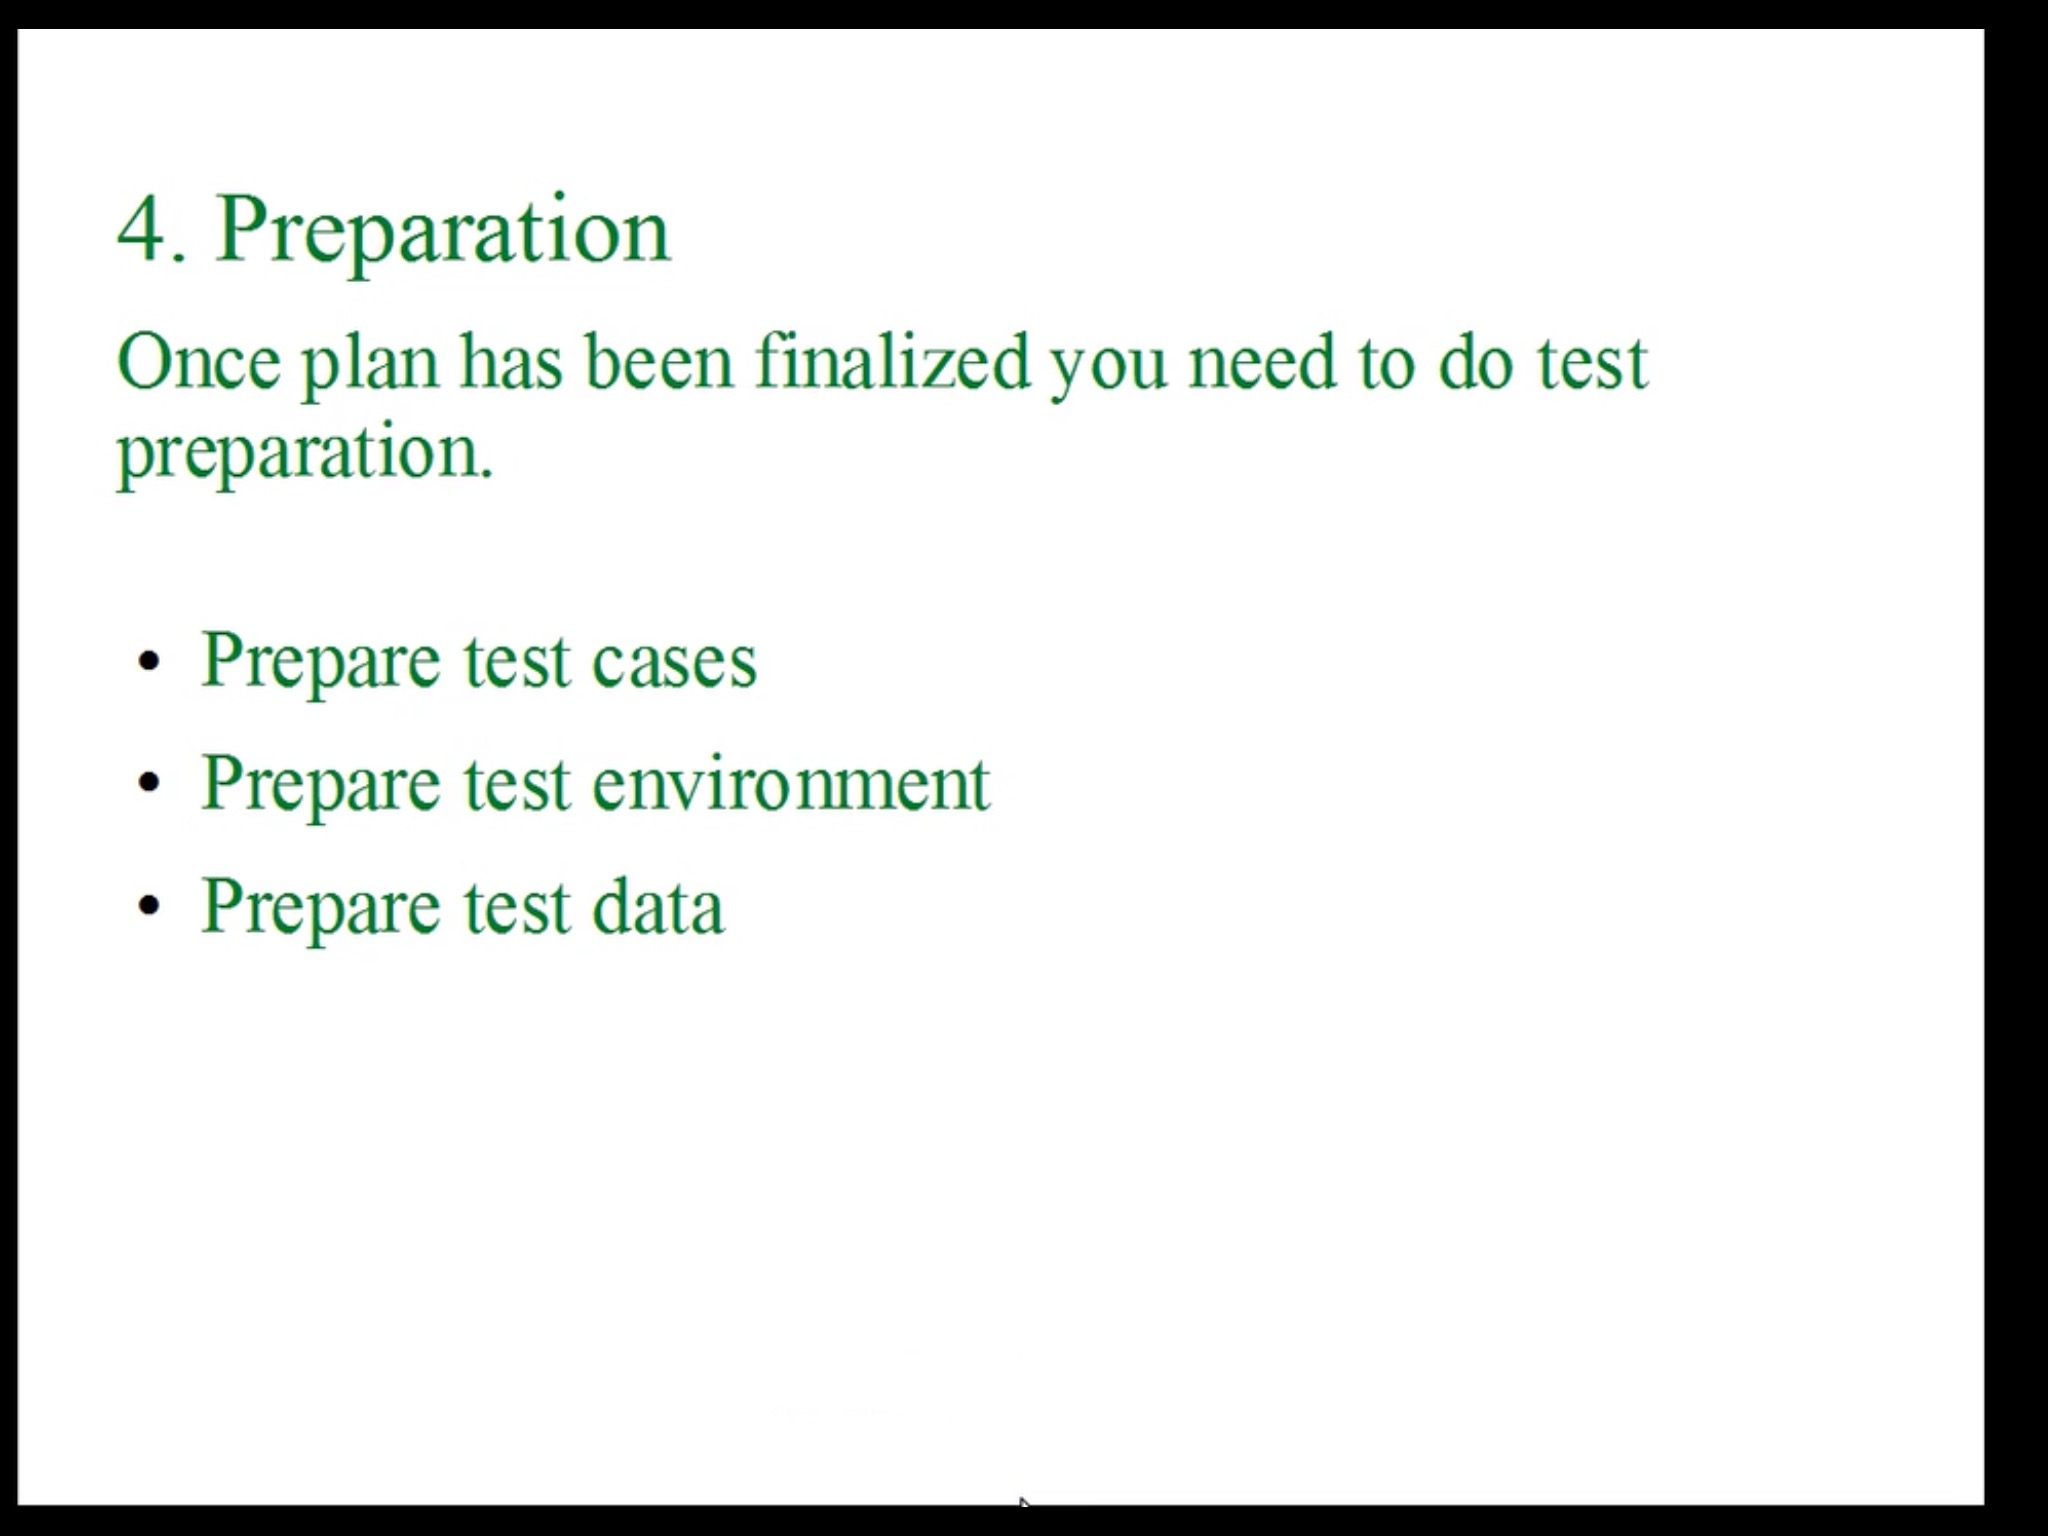 4. Preparation
Once plan has been finalized you need to do test
preparation.
• Prepare test cases
• Prepare test environment
• Prepare test data